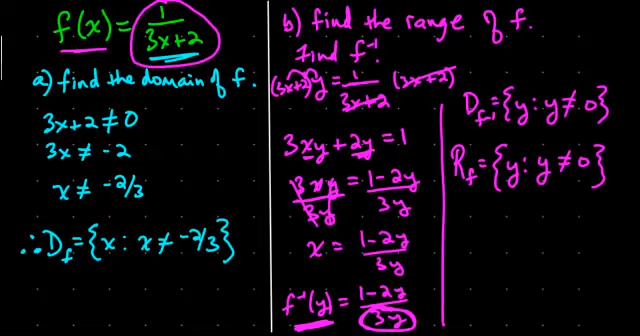 f(x) = 1/(3x+2)
a) find the domain of f.
3x+2 ≠ 0
3x ≠ -2
x ≠ -2/3
∴ D_f = {x : x ≠ -2/3}
b) find the range of f.
find f⁻¹
(3x+2) y = 1/(3x+2) (3x+2)
3xy + 2y = 1
3xy/3y = (1-2y)/3y
x = (1-2y)/3y
f⁻¹(y) = (1-2y)/3y
D_f⁻¹ = {y : y ≠ 0}
R_f = {y : y ≠ 0}